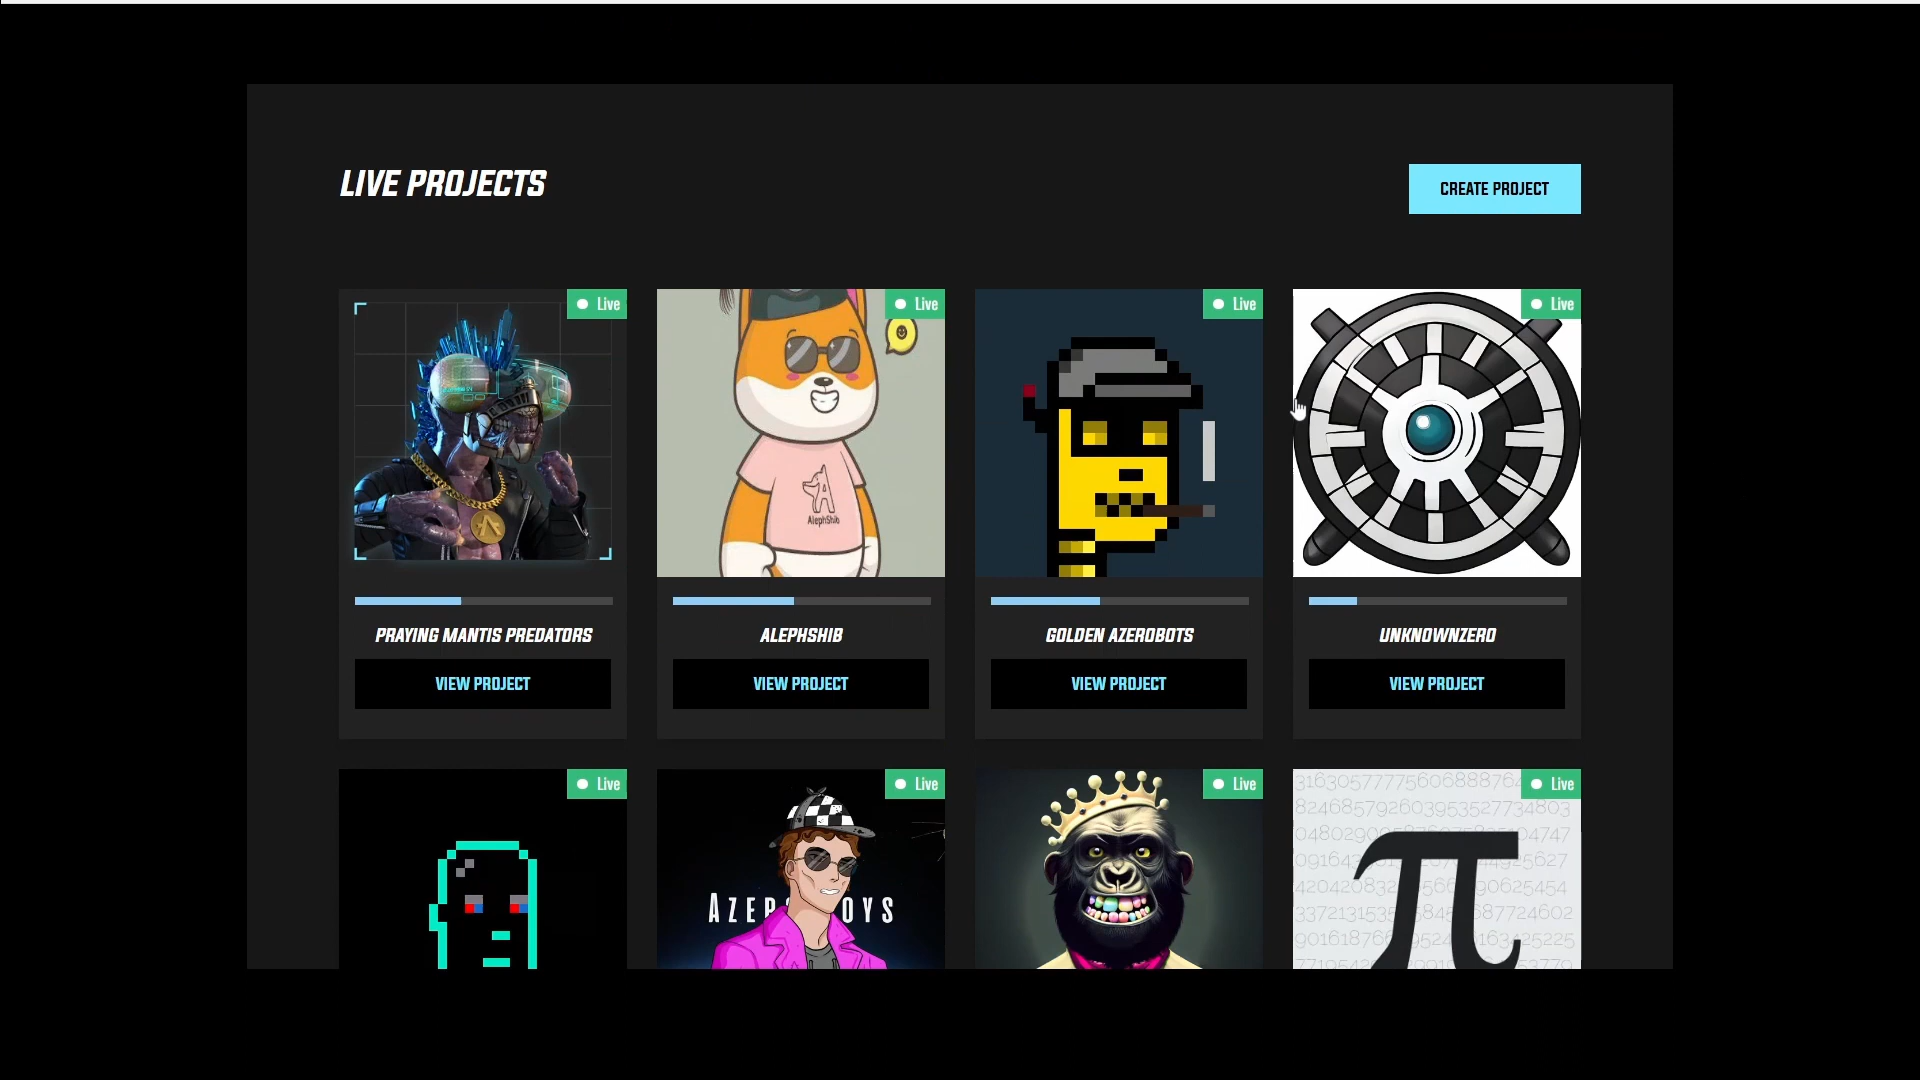 LIVE PROJECTS
CREATE PROJECT
Live
Live
Live
Live
AlephShib
PRAYING MANTIS PREDATORS
ALEPHSHIB
GOLDEN AZEROBOTS
UNKNOWNZERO
VIEW PROJECT
VIEW PROJECT
VIEW PROJECT
VIEW PROJECT
Live
Live
Live
Live